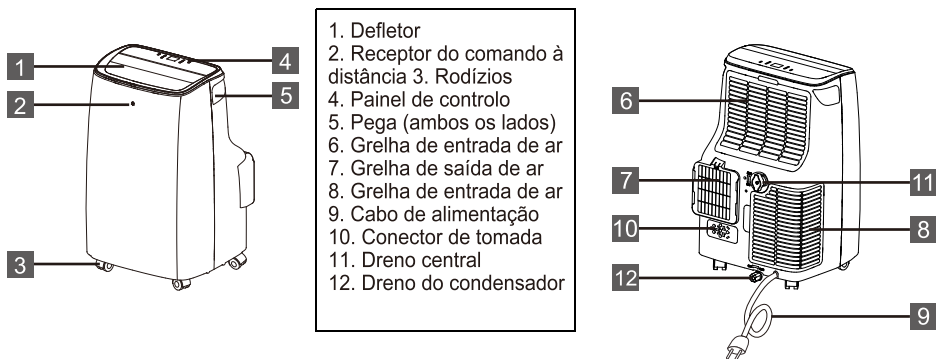 1
2
3
4
5
1. Defletor
2. Receptor do comando à
distância 3. Rodízios
4. Painel de controlo
5. Pega (ambos os lados)
6. Grelha de entrada de ar
7. Grelha de saída de ar
8. Grelha de entrada de ar
9. Cabo de alimentação
10. Conector de tomada
11. Dreno central
12. Dreno do condensador
6
7
10
12
11
8
9